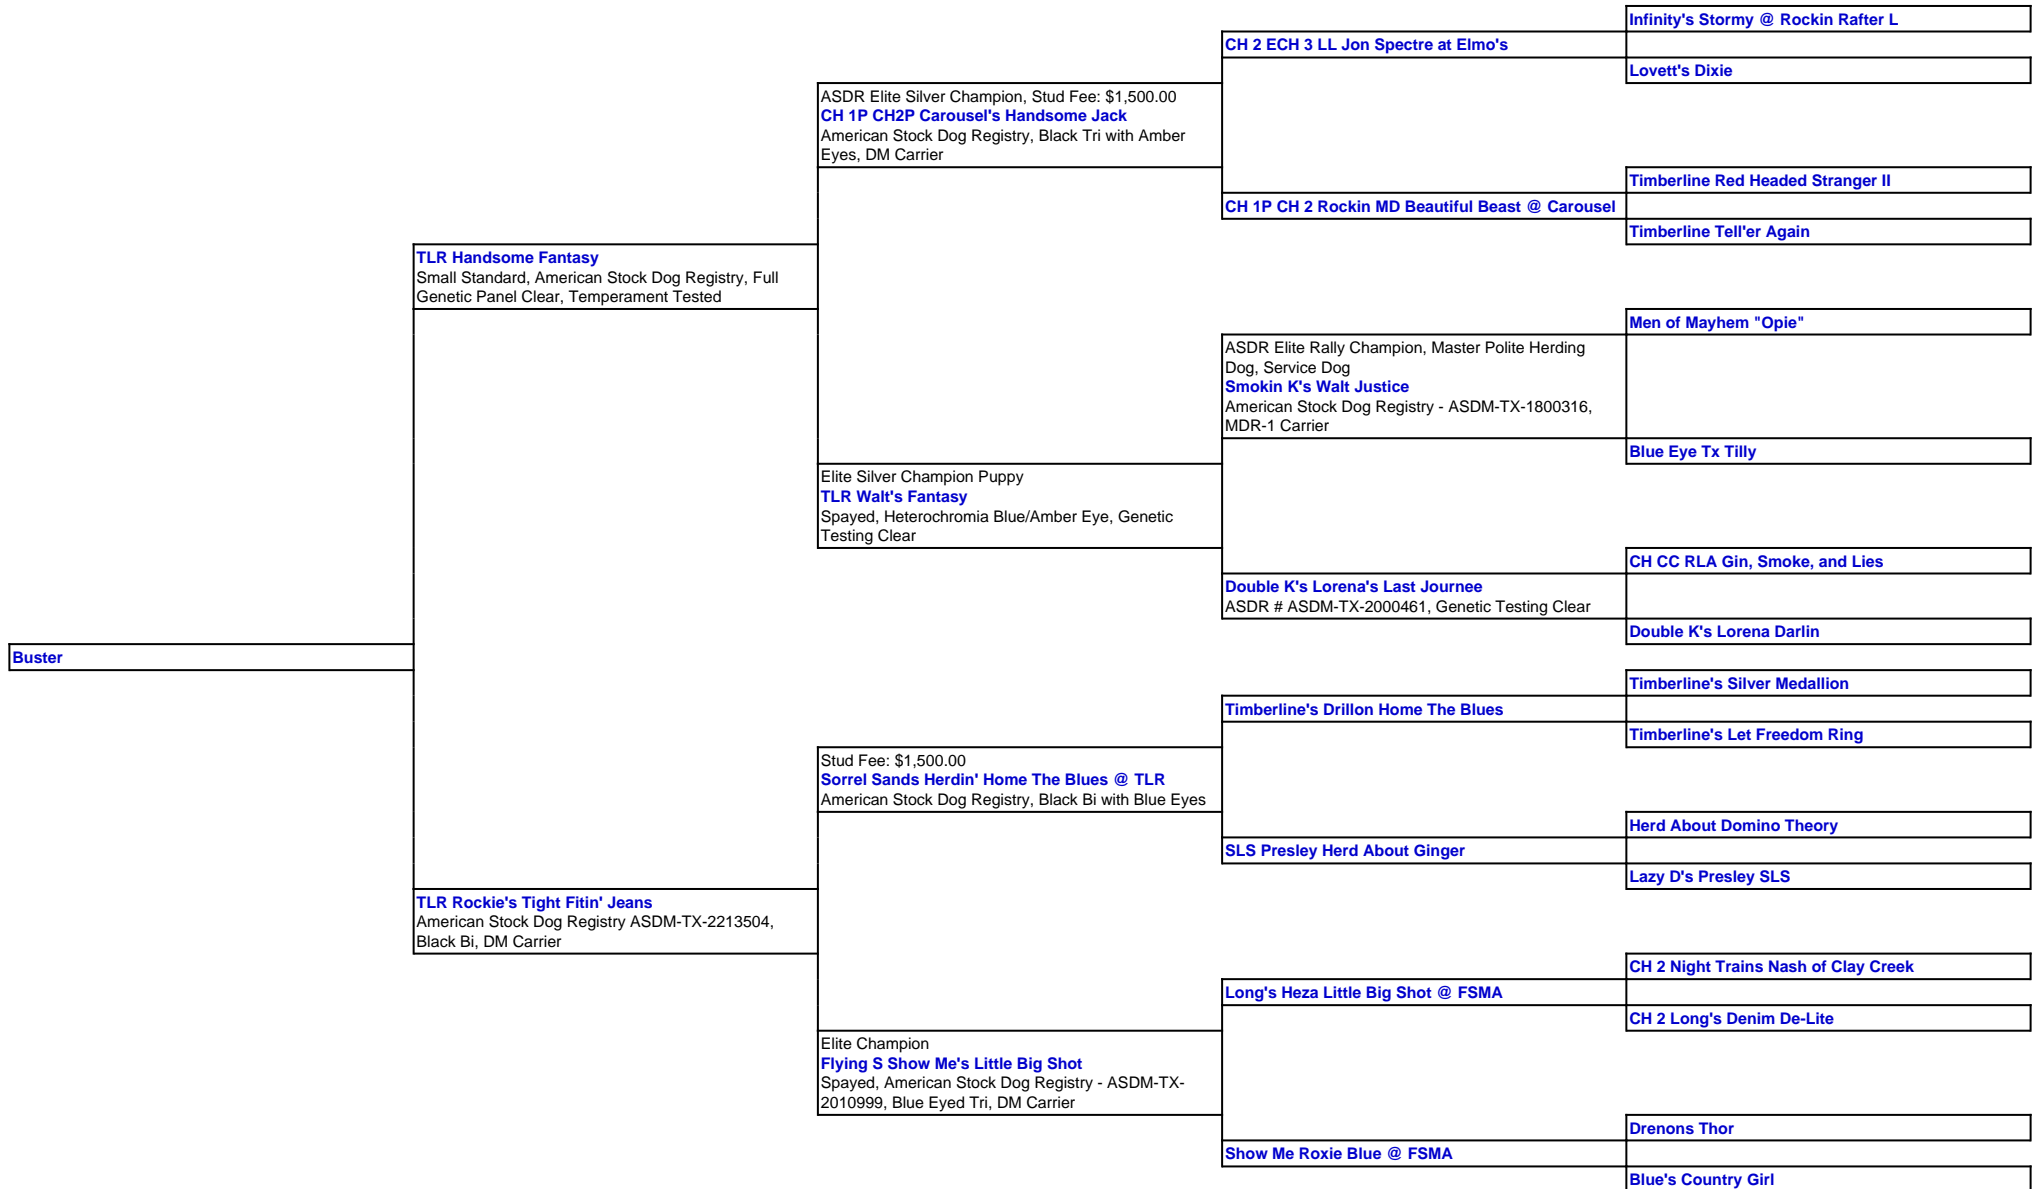 Infinity's Stormy @ Rockin Rafter L
CH 2 ECH 3 LL Jon Spectre at Elmo's
Lovett's Dixie
ASDR Elite Silver Champion, Stud Fee: $1,500.00
CH 1P CH2P Carousel's Handsome Jack
American Stock Dog Registry, Black Tri with Amber
Eyes, DM Carrier
Timberline Red Headed Stranger II
CH 1P CH 2 Rockin MD Beautiful Beast @ Carousel
Timberline Tell'er Again
TLR Handsome Fantasy
Small Standard, American Stock Dog Registry, Full
Genetic Panel Clear, Temperament Tested
Men of Mayhem "Opie"
ASDR Elite Rally Champion, Master Polite Herding
Dog, Service Dog
Smokin K's Walt Justice
American Stock Dog Registry - ASDM-TX-1800316,
MDR-1 Carrier
Blue Eye Tx Tilly
Elite Silver Champion Puppy
TLR Walt's Fantasy
Spayed, Heterochromia Blue/Amber Eye, Genetic
Testing Clear
CH CC RLA Gin, Smoke, and Lies
Double K's Lorena's Last Journee
ASDR # ASDM-TX-2000461, Genetic Testing Clear
Double K's Lorena Darlin
Buster
Timberline's Silver Medallion
Timberline's Drillon Home The Blues
Timberline's Let Freedom Ring
Stud Fee: $1,500.00
Sorrel Sands Herdin' Home The Blues @ TLR
American Stock Dog Registry, Black Bi with Blue Eyes
Herd About Domino Theory
SLS Presley Herd About Ginger
Lazy D's Presley SLS
TLR Rockie's Tight Fitin' Jeans
American Stock Dog Registry ASDM-TX-2213504,
Black Bi, DM Carrier
CH 2 Night Trains Nash of Clay Creek
Long's Heza Little Big Shot @ FSMA
CH 2 Long's Denim De-Lite
Elite Champion
Flying S Show Me's Little Big Shot
Spayed, American Stock Dog Registry - ASDM-TX-
2010999, Blue Eyed Tri, DM Carrier
Drenons Thor
Show Me Roxie Blue @ FSMA
Blue's Country Girl